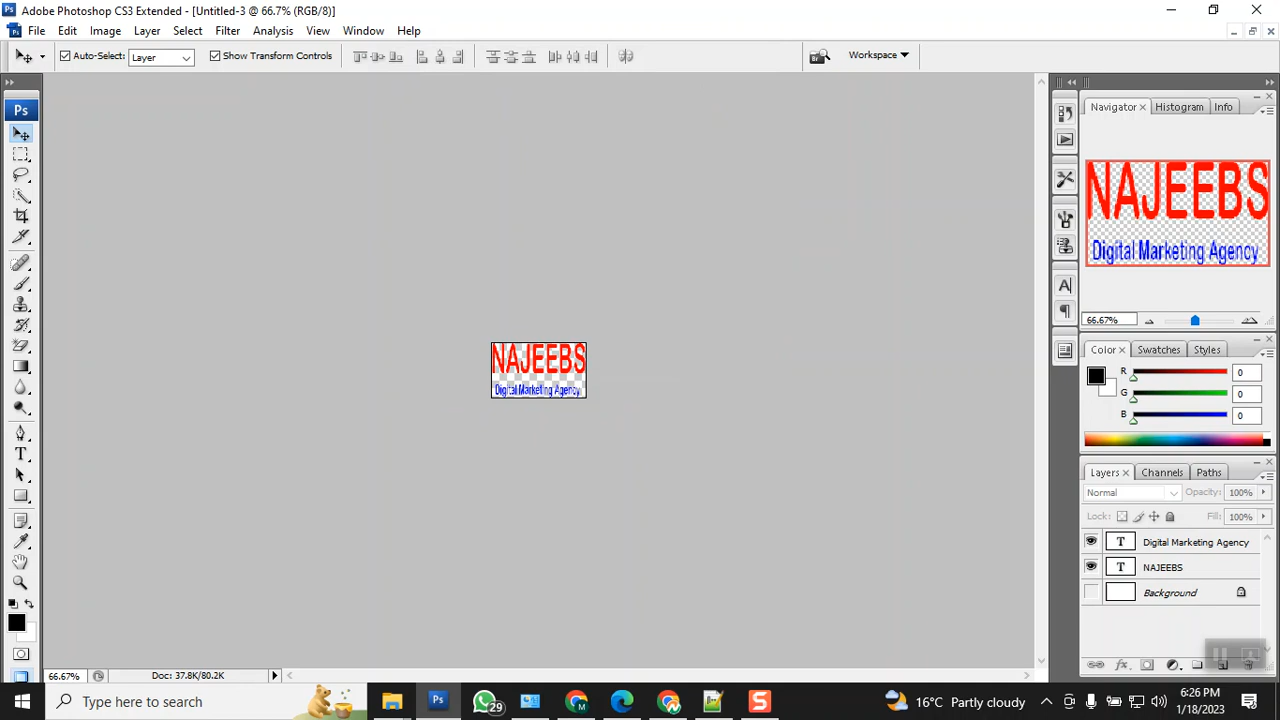 Adobe Photoshop CS3 Extended - [Untitled-3 @ 66.7% (RGB/8)]
File Edit Image Layer Select Filter Analysis View Window Help
Auto-Select: Layer Show Transform Controls Workspace
Ps
Navigator Histogram Info
NAJEEBS
Digital Marketing Agency
66.67%
NAJEEBS
Digital Marketing Agency
Color Swatches Styles
R 0
G 0
B 0
Layers Channels Paths
Normal Opacity: 100%
Lock: Fill: 100%
T Digital Marketing Agency
T NAJEEBS
Background
66.67% Doc: 37.8K/80.2K
Type here to search
Ps
29
16°C Partly cloudy
6:26 PM
1/18/2023